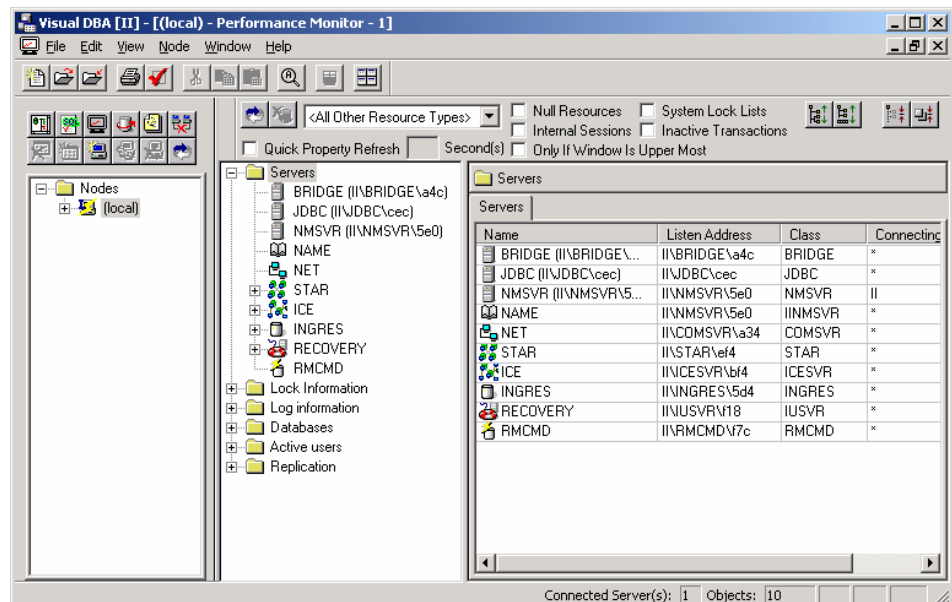 Visual DBA [II] - [(local) - Performance Monitor - 1]
File Edit View Node Window Help
<All Other Resource Types>
Null Resources
System Lock Lists
Internal Sessions
Inactive Transactions
Quick Property Refresh
Second(s)
Only If Window Is Upper Most
Nodes
(local)
Servers
BRIDGE (II\BRIDGE\a4c)
JDBC (II\JDBC\cec)
NMSVR (II\NMSVR\5e0)
NAME
NET
STAR
ICE
INGRES
RECOVERY
RMCMD
Lock Information
Log information
Databases
Active users
Replication
Servers
Servers
Name Listen Address Class Connecting
BRIDGE (II\BRIDGE\... II\BRIDGE\a4c BRIDGE *
JDBC (II\JDBC\cec) II\JDBC\cec JDBC *
NMSVR (II\NMSVR\5... II\NMSVR\5e0 NMSVR II
NAME II\NMSVR\5e0 IINMSVR *
NET II\COMSVR\a34 COMSVR *
STAR II\STAR\ef4 STAR *
ICE II\ICESVR\bf4 ICESVR *
INGRES II\INGRES\5d4 INGRES *
RECOVERY II\IUSVR\f18 IUSVR *
RMCMD II\RMCMD\f7c RMCMD *
Connected Server(s): 1 Objects: 10